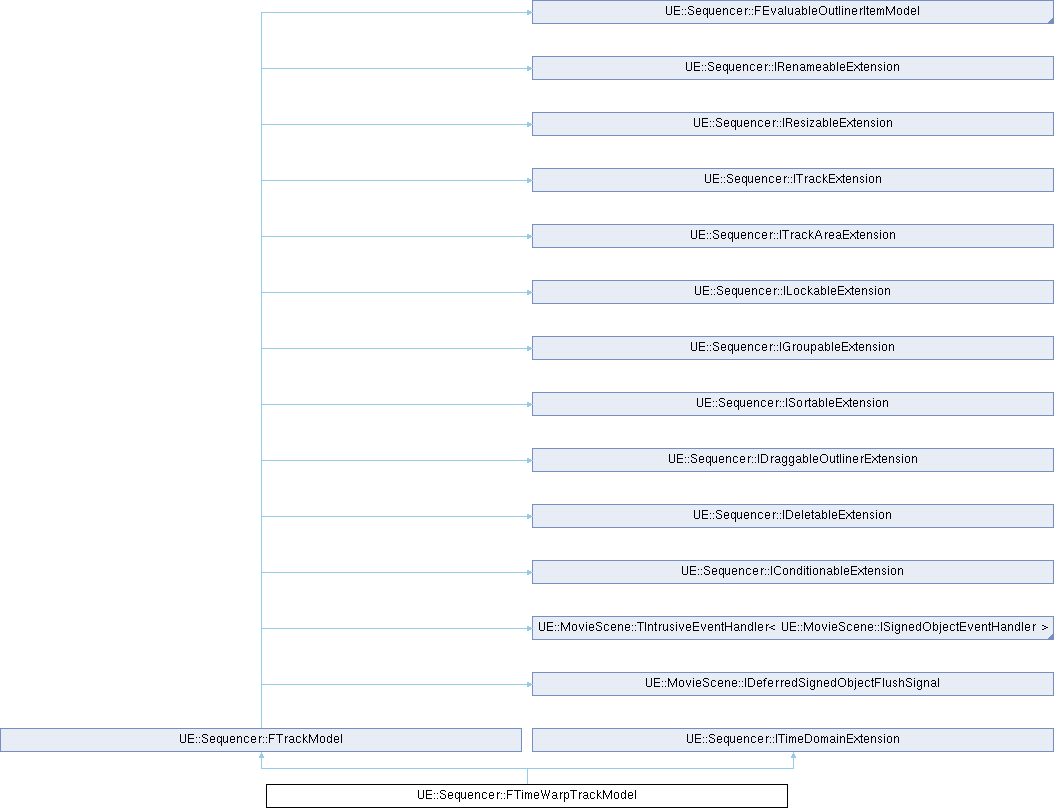 UE::Sequencer::FEvaluableOutlinerItemModel
UE::Sequencer::IRenameableExtension
UE::Sequencer::IResizableExtension
UE::Sequencer::ITrackExtension
UE::Sequencer::ITrackAreaExtension
UE::Sequencer::ILockableExtension
UE::Sequencer::IGroupableExtension
UE::Sequencer::ISortableExtension
UE::Sequencer::IDraggableOutlinerExtension
UE::Sequencer::IDeletableExtension
UE::Sequencer::IConditionableExtension
UE::MovieScene::TIntrusiveEventHandler< UE::MovieScene::ISignedObjectEventHandler >
UE::MovieScene::IDeferredSignedObjectFlushSignal
UE::Sequencer::FTrackModel
UE::Sequencer::ITimeDomainExtension
UE::Sequencer::FTimeWarpTrackModel